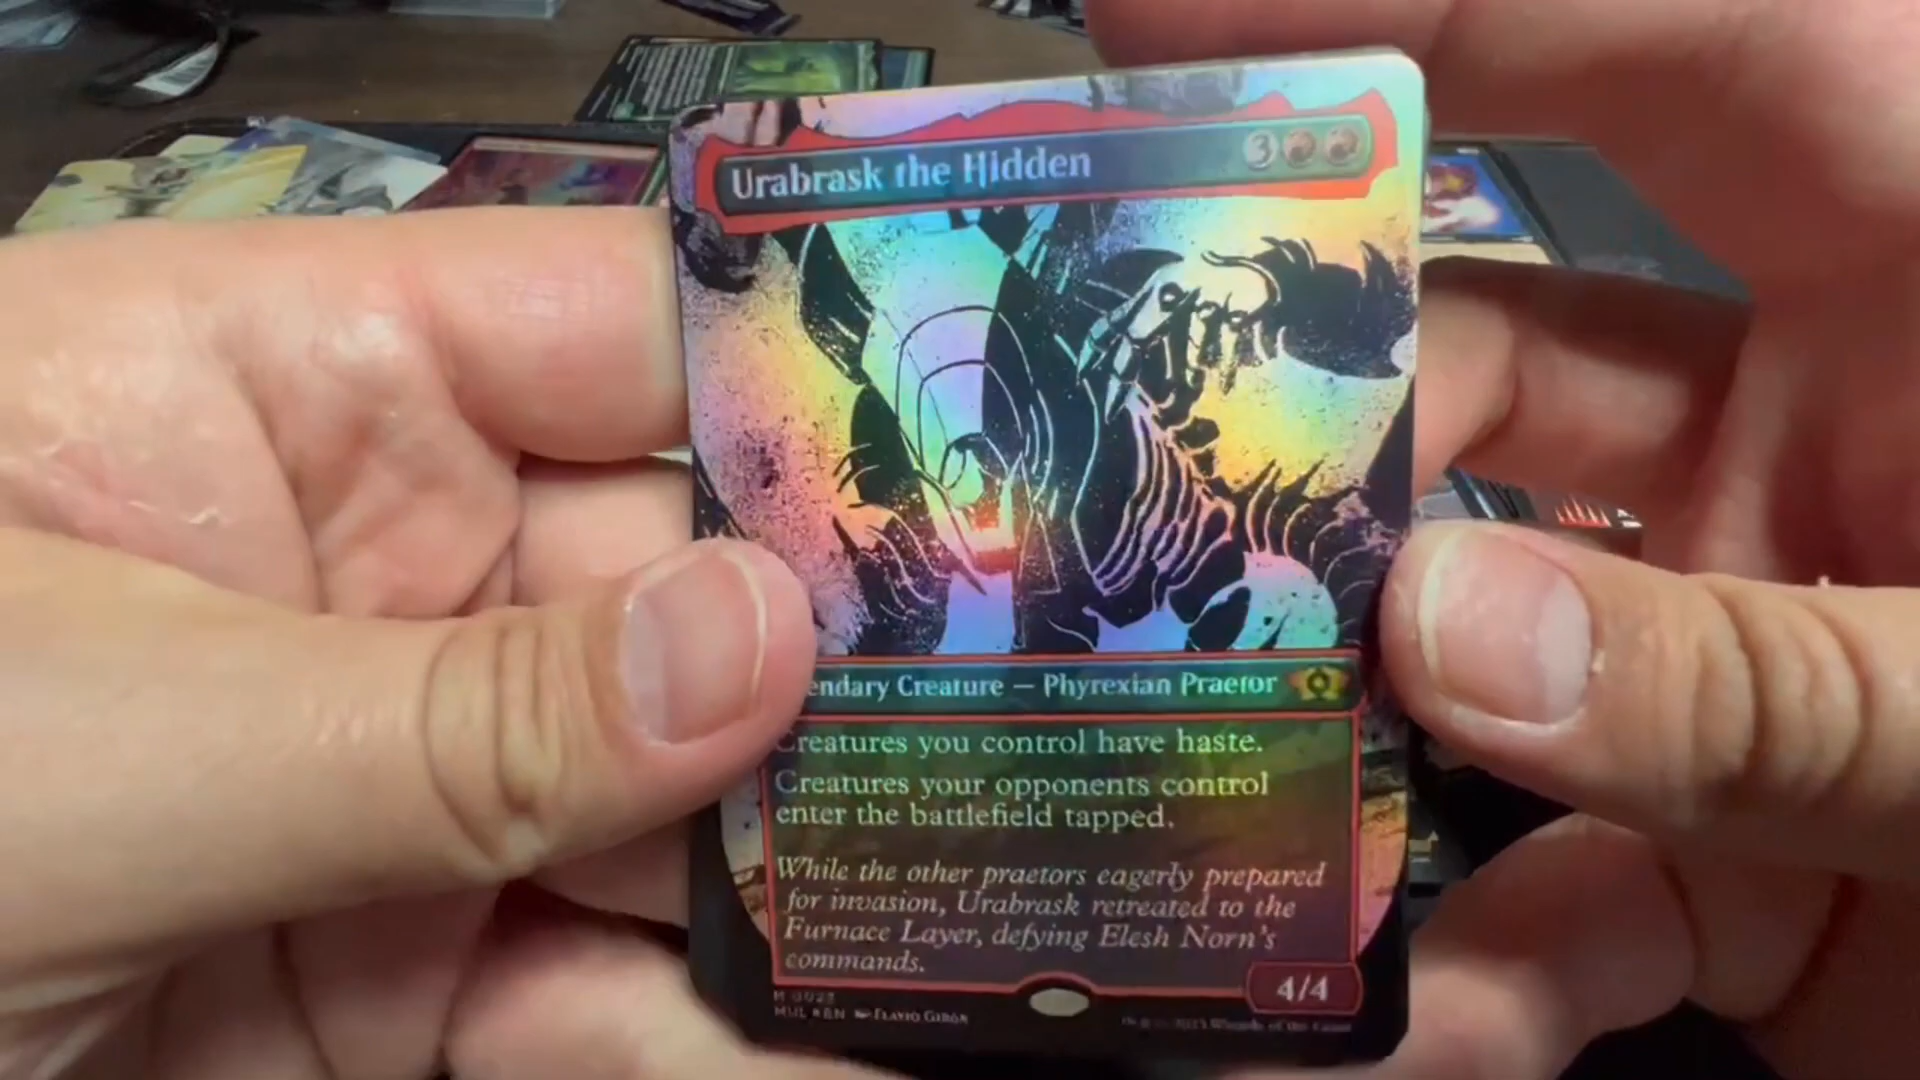 Urabrask the Hidden 3
endary Creature — Phyrexian Praetor
Creatures you control have haste.
Creatures your opponents control
enter the battlefield tapped.
While the other praetors eagerly prepared
for invasion, Urabrask retreated to the
Furnace Layer, defying Elesh Norn's
commands.
4/4
M 0023
MUL • EN FLAVIO GIRÓN
2023 Wizards of the Coast